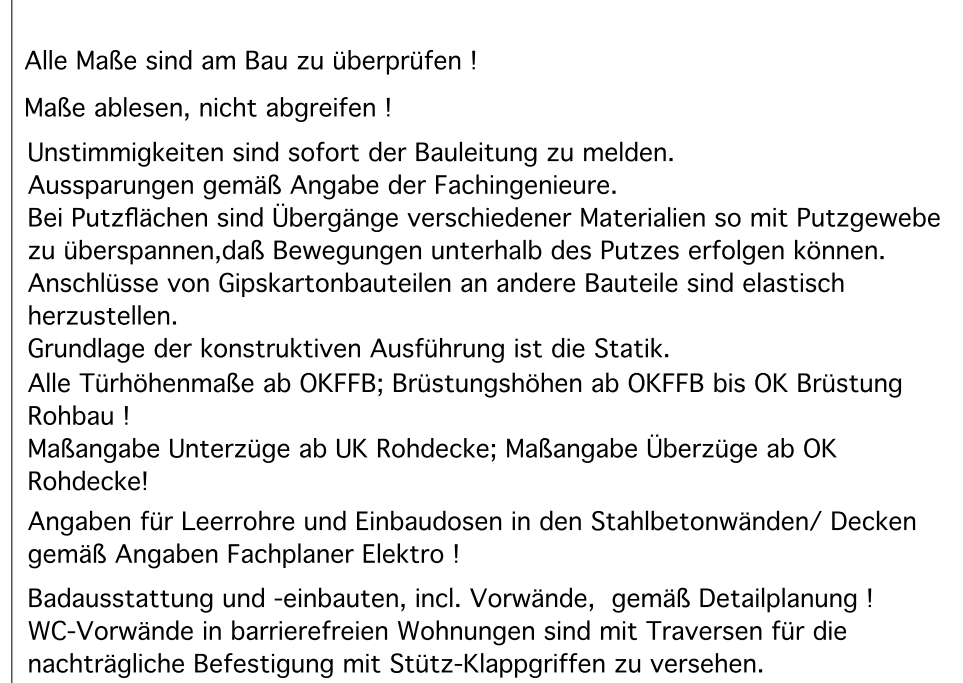 Alle Maße sind am Bau zu überprüfen !
Maße ablesen, nicht abgreifen !
Unstimmigkeiten sind sofort der Bauleitung zu melden.
Aussparungen gemäß Angabe der Fachingenieure.
Bei Putzflächen sind Übergänge verschiedener Materialien so mit Putzgewebe
zu überspannen,daß Bewegungen unterhalb des Putzes erfolgen können.
Anschlüsse von Gipskartonbauteilen an andere Bauteile sind elastisch
herzustellen.
Grundlage der konstruktiven Ausführung ist die Statik.
Alle Türhöhenmaße ab OKFFB; Brüstungshöhen ab OKFFB bis OK Brüstung
Rohbau !
Maßangabe Unterzüge ab UK Rohdecke; Maßangabe Überzüge ab OK
Rohdecke!
Angaben für Leerrohre und Einbaudosen in den Stahlbetonwänden/ Decken
gemäß Angaben Fachplaner Elektro !
Badausstattung und -einbauten, incl. Vorwände,  gemäß Detailplanung !
WC-Vorwände in barrierefreien Wohnungen sind mit Traversen für die
nachträgliche Befestigung mit Stütz-Klappgriffen zu versehen.